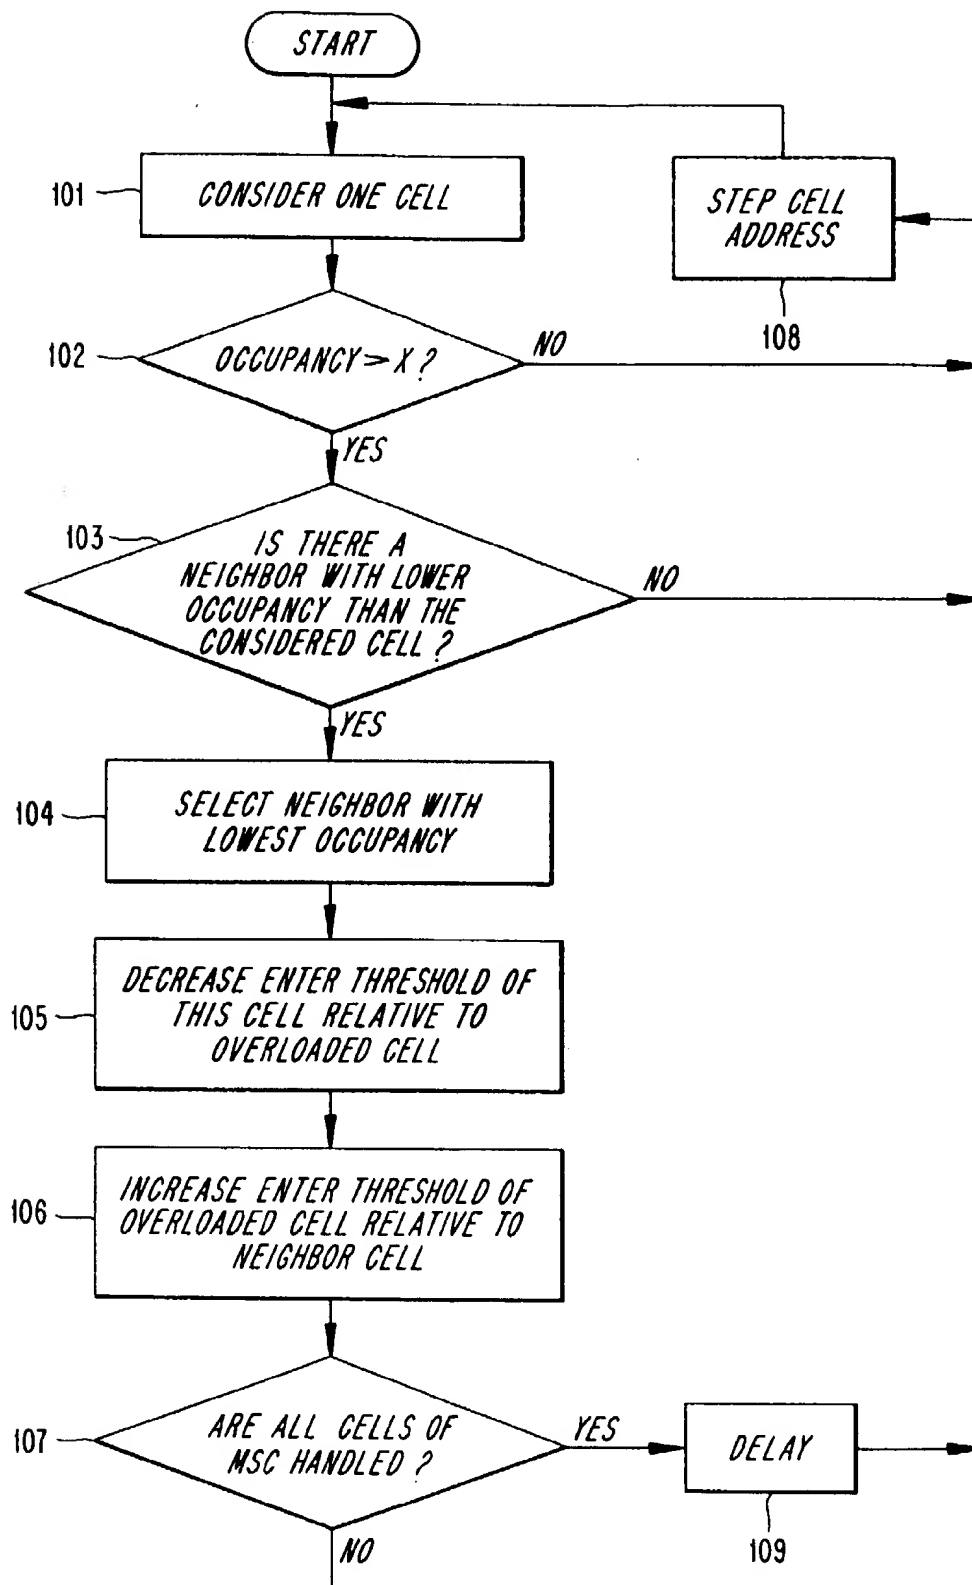 START
101
CONSIDER ONE CELL
STEP CELL
ADDRESS
108
102
OCCUPANCY > X ?
NO
YES
103
IS THERE A
NEIGHBOR WITH LOWER
OCCUPANCY THAN THE
CONSIDERED CELL ?
NO
YES
104
SELECT NEIGHBOR WITH
LOWEST OCCUPANCY
105
DECREASE ENTER THRESHOLD OF
THIS CELL RELATIVE TO
OVERLOADED CELL
106
INCREASE ENTER THRESHOLD OF
OVERLOADED CELL RELATIVE TO
NEIGHBOR CELL
107
ARE ALL CELLS OF
MSC HANDLED ?
YES
DELAY
109
NO